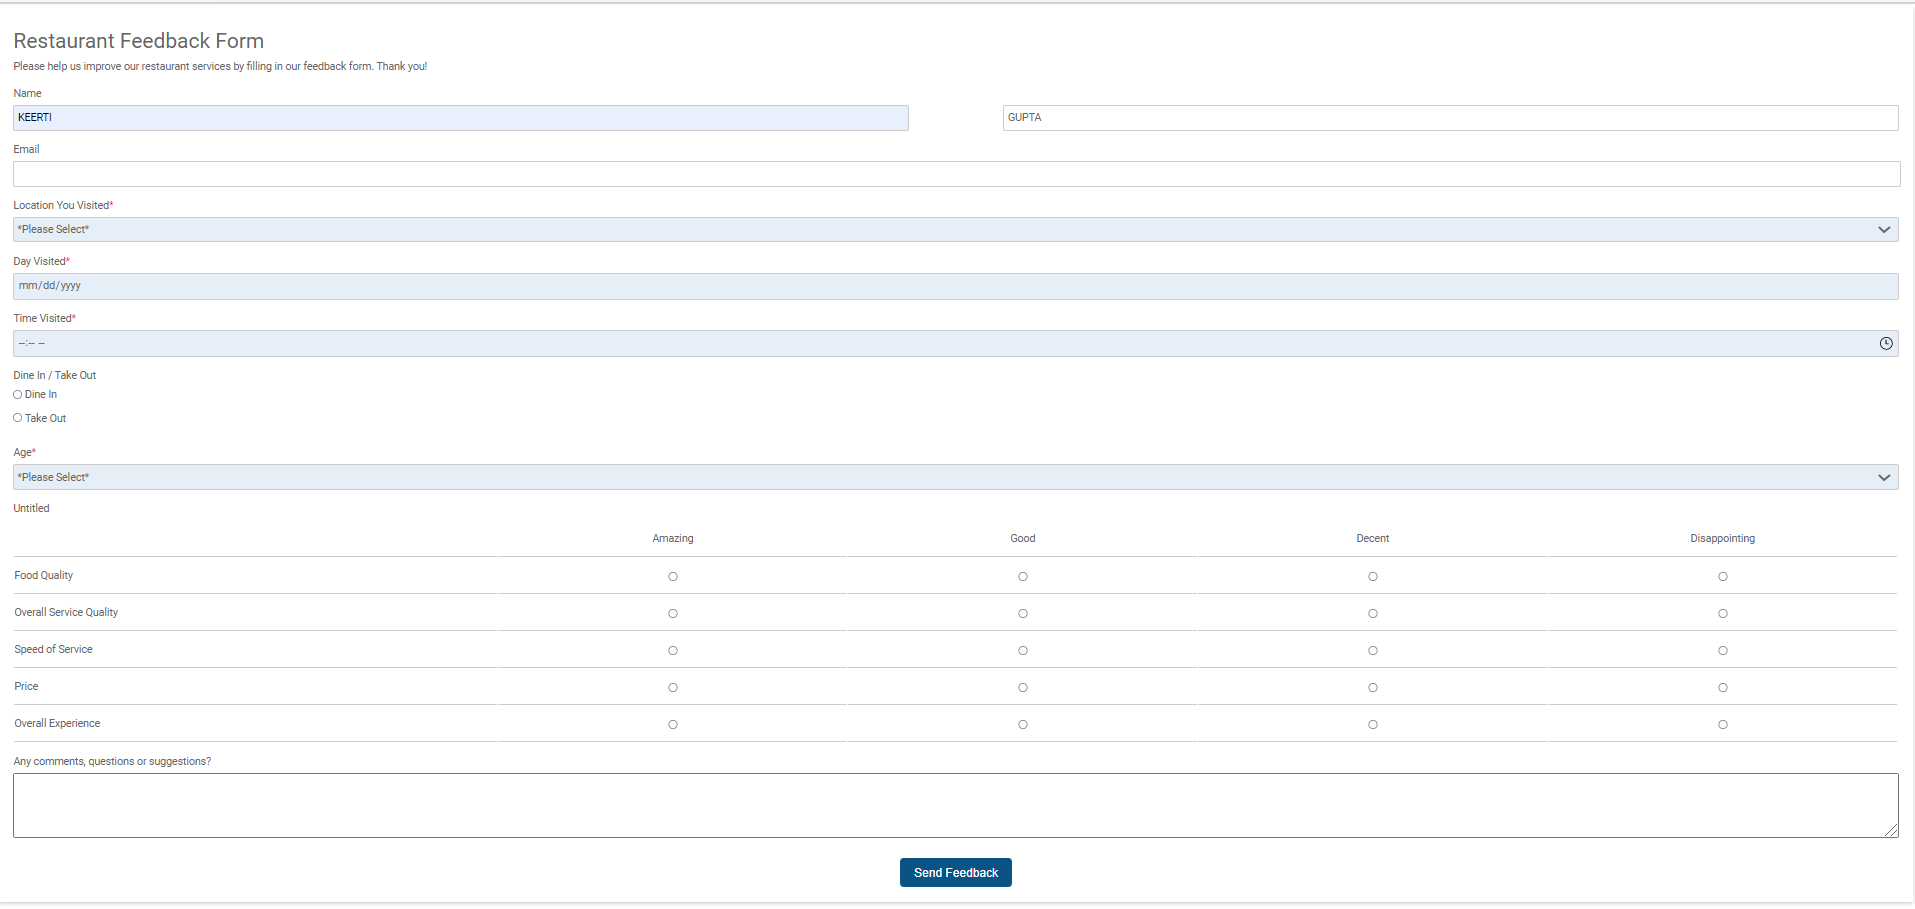 Restaurant Feedback Form
Please help us improve our restaurant services by filling in our feedback form. Thank you!
Name
KEERTI GUPTA
Email
Location You Visited*
*Please Select*
Day Visited*
mm/dd/yyyy
Time Visited*
--:-- --
Dine In / Take Out
Dine In
Take Out
Age*
*Please Select*
Untitled
Amazing Good Decent Disappointing
Food Quality
Overall Service Quality
Speed of Service
Price
Overall Experience
Any comments, questions or suggestions?
Send Feedback